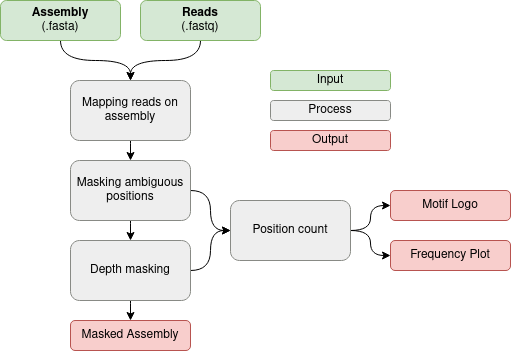 Assembly
(.fasta)
Reads
(.fastq)
Input
Mapping reads on
assembly
Process
Output
Masking ambiguous
positions
Motif Logo
Position count
Frequency Plot
Depth masking
Masked Assembly